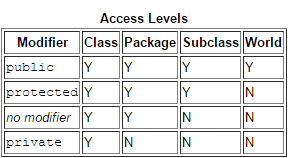 Access Levels
Modifier Class Package Subclass World
public Y Y Y Y
protected Y Y Y N
no modifier Y Y N N
private Y N N N